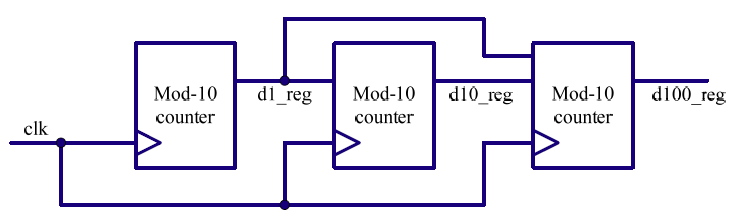 Mod-10
counter
d1_reg
Mod-10
counter
d10_reg
Mod-10
counter
d100_reg
clk